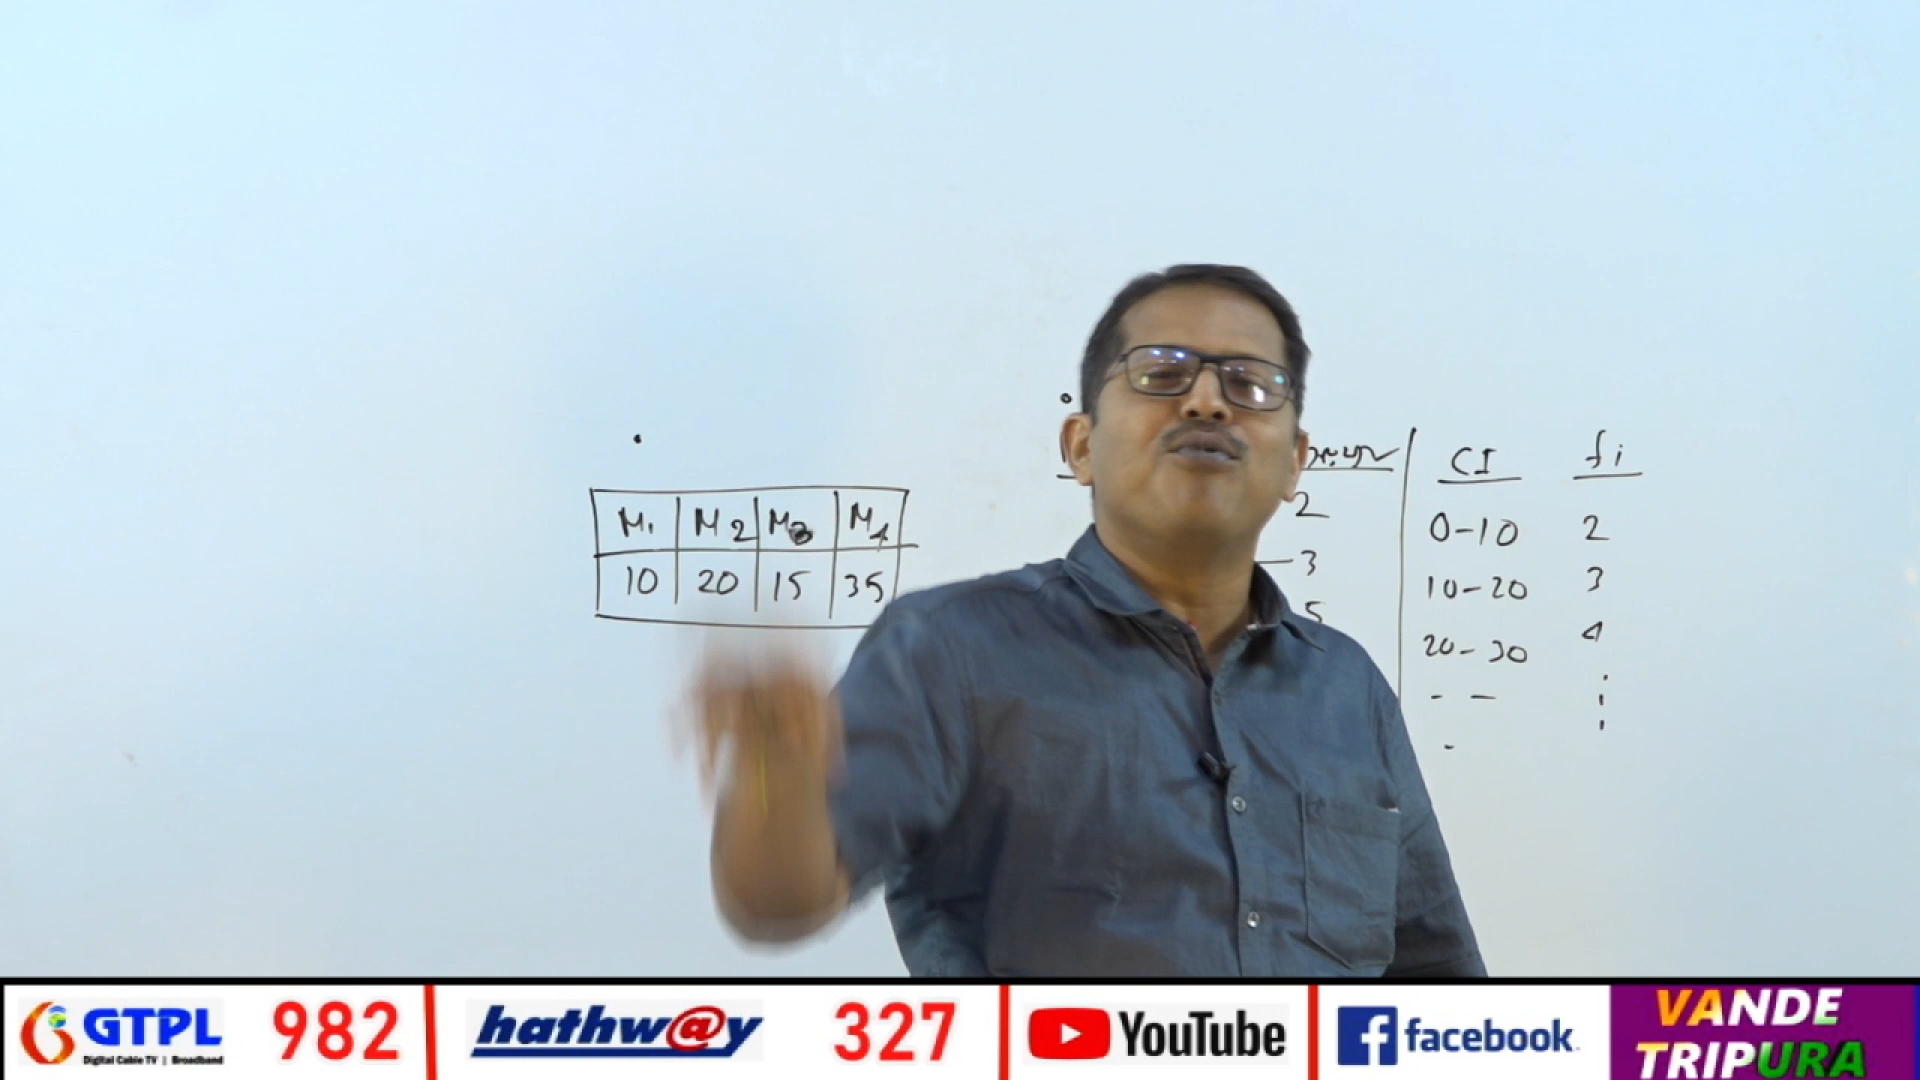 M1 M2 M3 M4
10 20 15 35
2
3
5
CI fi
0-10 2
10-20 3
20-30 4
GTPL
Digital Cable TV | Broadband
982
hathw@y
327
YouTube
facebook
VANDE
TRIPURA